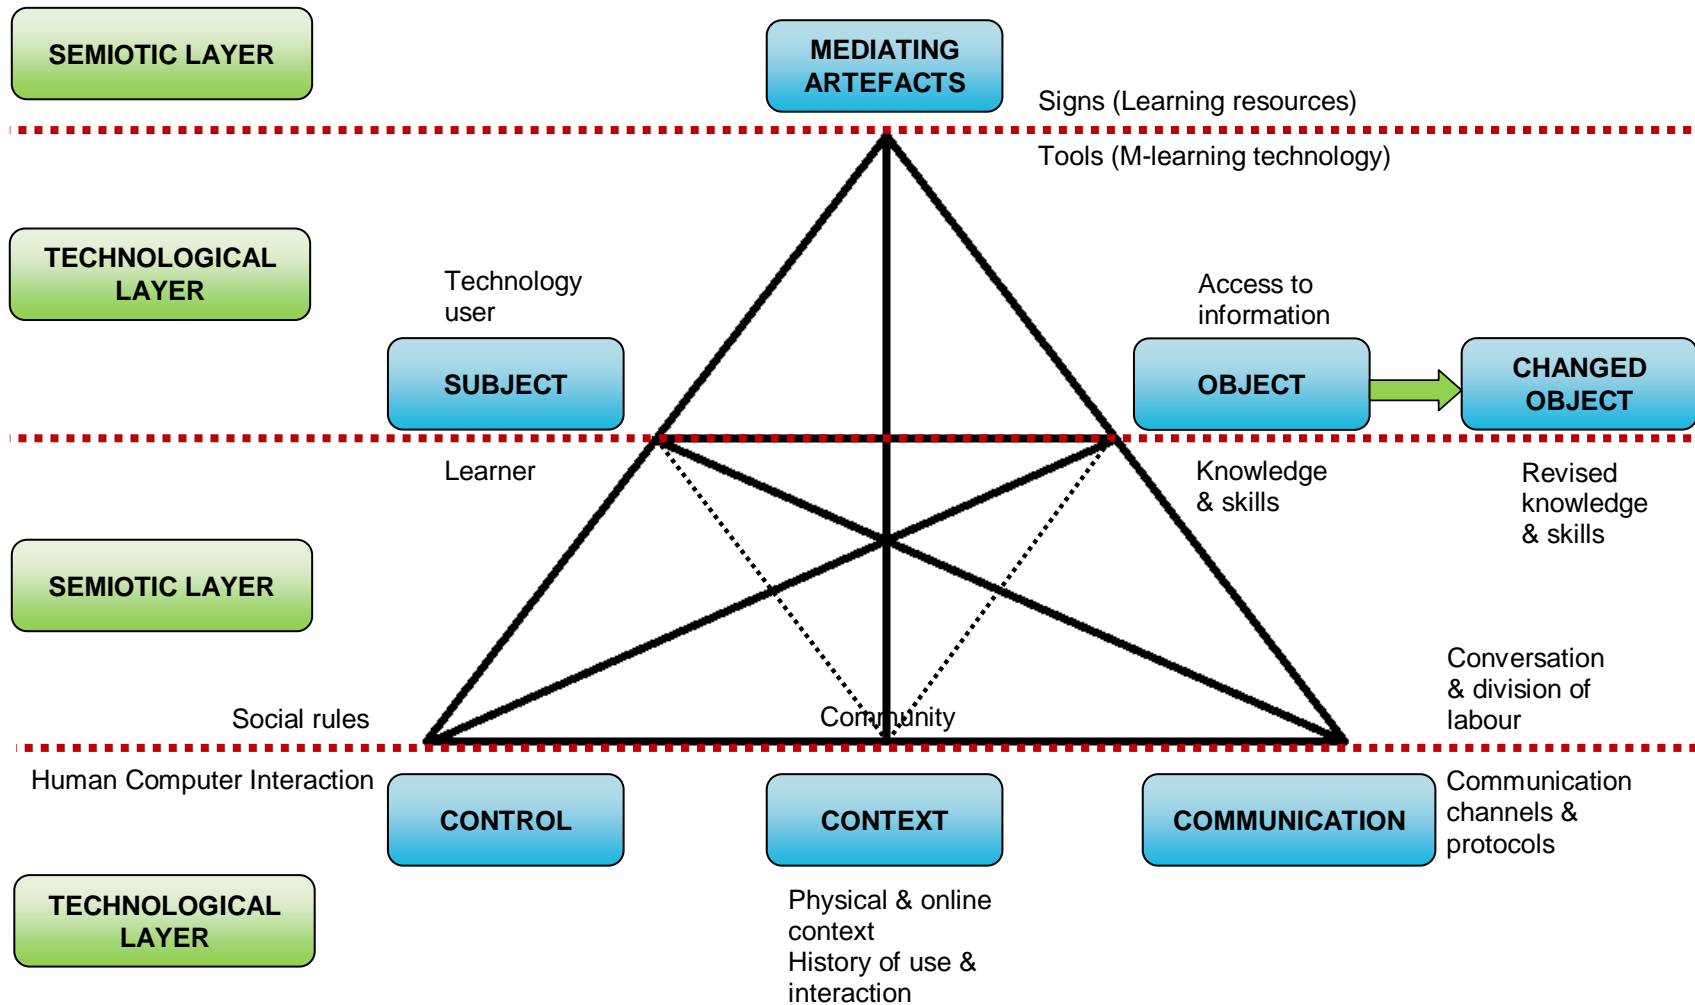 SEMIOTIC LAYER
MEDIATING
ARTEFACTS
Signs (Learning resources)
Tools (M-learning technology)
TECHNOLOGICAL
LAYER
Technology
user
Access to
information
SUBJECT
OBJECT
CHANGED
OBJECT
Learner
Knowledge
& skills
Revised
knowledge
& skills
SEMIOTIC LAYER
Social rules
Community
Conversation
& division of
labour
Human Computer Interaction
CONTROL
CONTEXT
COMMUNICATION
Communication
channels &
protocols
TECHNOLOGICAL
LAYER
Physical & online
context
History of use &
interaction